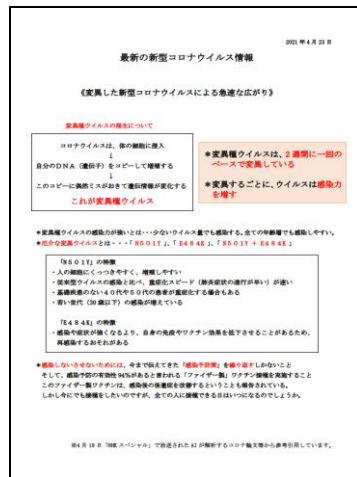 2021年4月23日
最新の新型コロナウイルス情報
《変異した新型コロナウイルスによる急速な広がり》
変異種ウイルスの発生について
コロナウイルスは、体の細胞に侵入
↓
自分のDNA（遺伝子）をコピーして増殖する
↓
このコピーに偶然ミスがおきて遺伝情報が変化する
これが変異種ウイルス
*変異種ウイルスは、2週間に一回の
ペースで変異している
*変異するごとに、ウイルスは感染力
を増す
*変異種ウイルスの感染力が強いとは・・・少ないウイルス量でも感染する。全ての年齢層でも感染しやすい。
*厄介な変異ウイルスとは・・・「N501Y」、「E484K」、「N501Y + E484K」
「N501Y」の特徴
・人の細胞にくっつきやすく、増殖しやすい
・従来型ウイルスの感染と比べ、重症化スピード（肺炎症状の進行が早い）が速い
・基礎疾患のない40代や50代の患者が重症化する場合もある
・若い世代（30歳以下）の感染が増えている
「E484K」の特徴
・感染や症状が強くなるより、自身の免疫やワクチン効果を低下させることがあるため、
再感染するおそれがある
*感染しないさせないためには、今まで伝えてきた「感染予防策」を繰り返すしかないこと
そして、感染予防の有効性94%があると言われる「ファイザー製」ワクチン接種を実施すること
このファイザー製ワクチンは、感染後の後遺症を改善するということも報告されている。
しかし今にでも接種をしたいのですが、全ての人に接種できる日はいつになるのでしょうか。
※4月18日「NHKスペシャル」で放送されたAIが解析するコロナ論文等から参考引用しています。